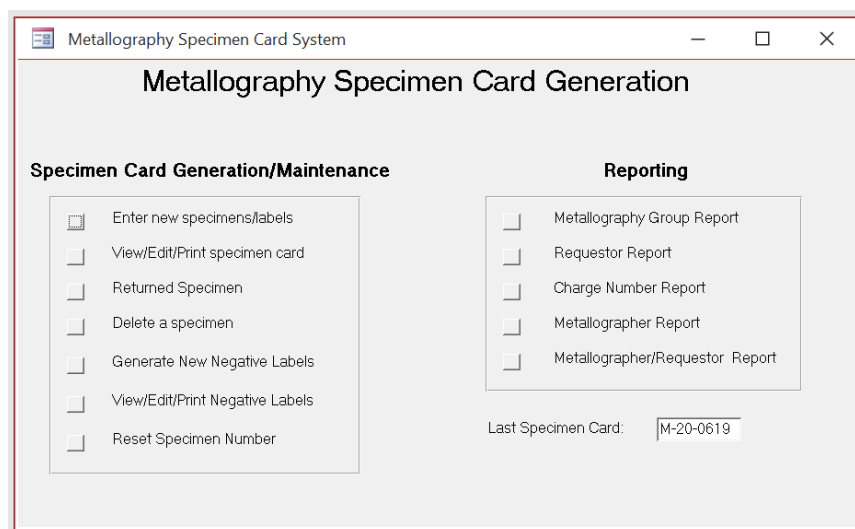 Metallography Specimen Card System
Metallography Specimen Card Generation
Specimen Card Generation/Maintenance
Enter new specimens/labels
View/Edit/Print specimen card
Returned Specimen
Delete a specimen
Generate New Negative Labels
View/Edit/Print Negative Labels
Reset Specimen Number
Reporting
Metallography Group Report
Requestor Report
Charge Number Report
Metallographer Report
Metallographer/Requestor Report
Last Specimen Card: M-20-0619